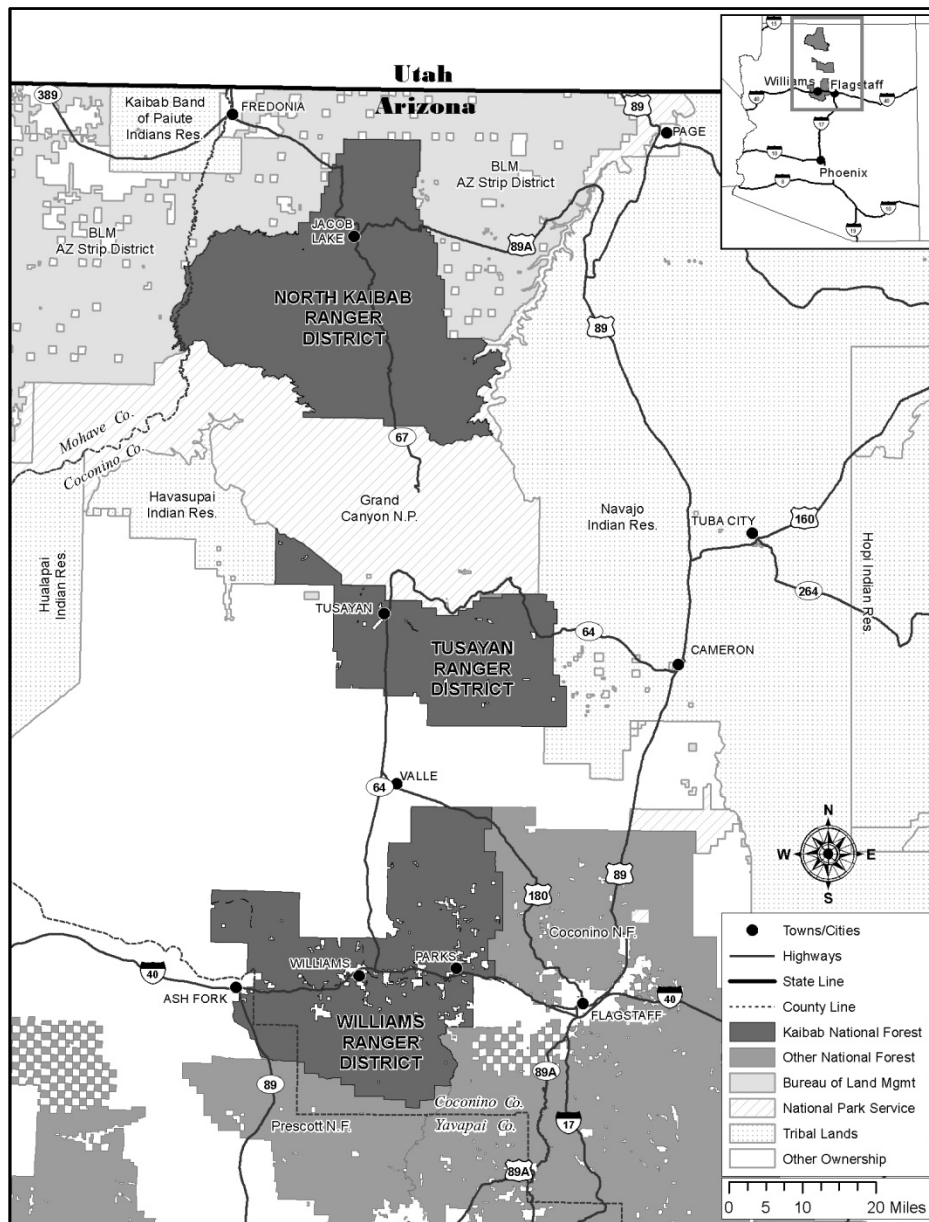 Utah
Arizona
389
Kaibab Band
of Paiute
Indians Res.
FREDONIA
89
PAGE
BLM
AZ Strip District
BLM
AZ Strip District
JACOB
LAKE
89A
NORTH KAIBAB
RANGER
DISTRICT
89
Mohave Co.
Coconino Co.
67
Havasupai
Indian Res.
Grand
Canyon N.P.
Navajo
Indian Res.
TUBA CITY
160
Hualapai
Indian Res.
Hopi Indian Res.
264
TUSAYAN
64
TUSAYAN
RANGER
DISTRICT
CAMERON
64
VALLE
N
W
E
S
89
180
Coconino N.F.
40
WILLIAMS
PARKS
ASH FORK
FLAGSTAFF
40
WILLIAMS
RANGER
DISTRICT
89A
89
Coconino Co.
Yavapai Co.
Prescott N.F.
17
89A
15
Williams
Flagstaff
40
40
17
10
Phoenix
8
10
19
Towns/Cities
Highways
State Line
County Line
Kaibab National Forest
Other National Forest
Bureau of Land Mgmt
National Park Service
Tribal Lands
Other Ownership
0 5 10 20 Miles